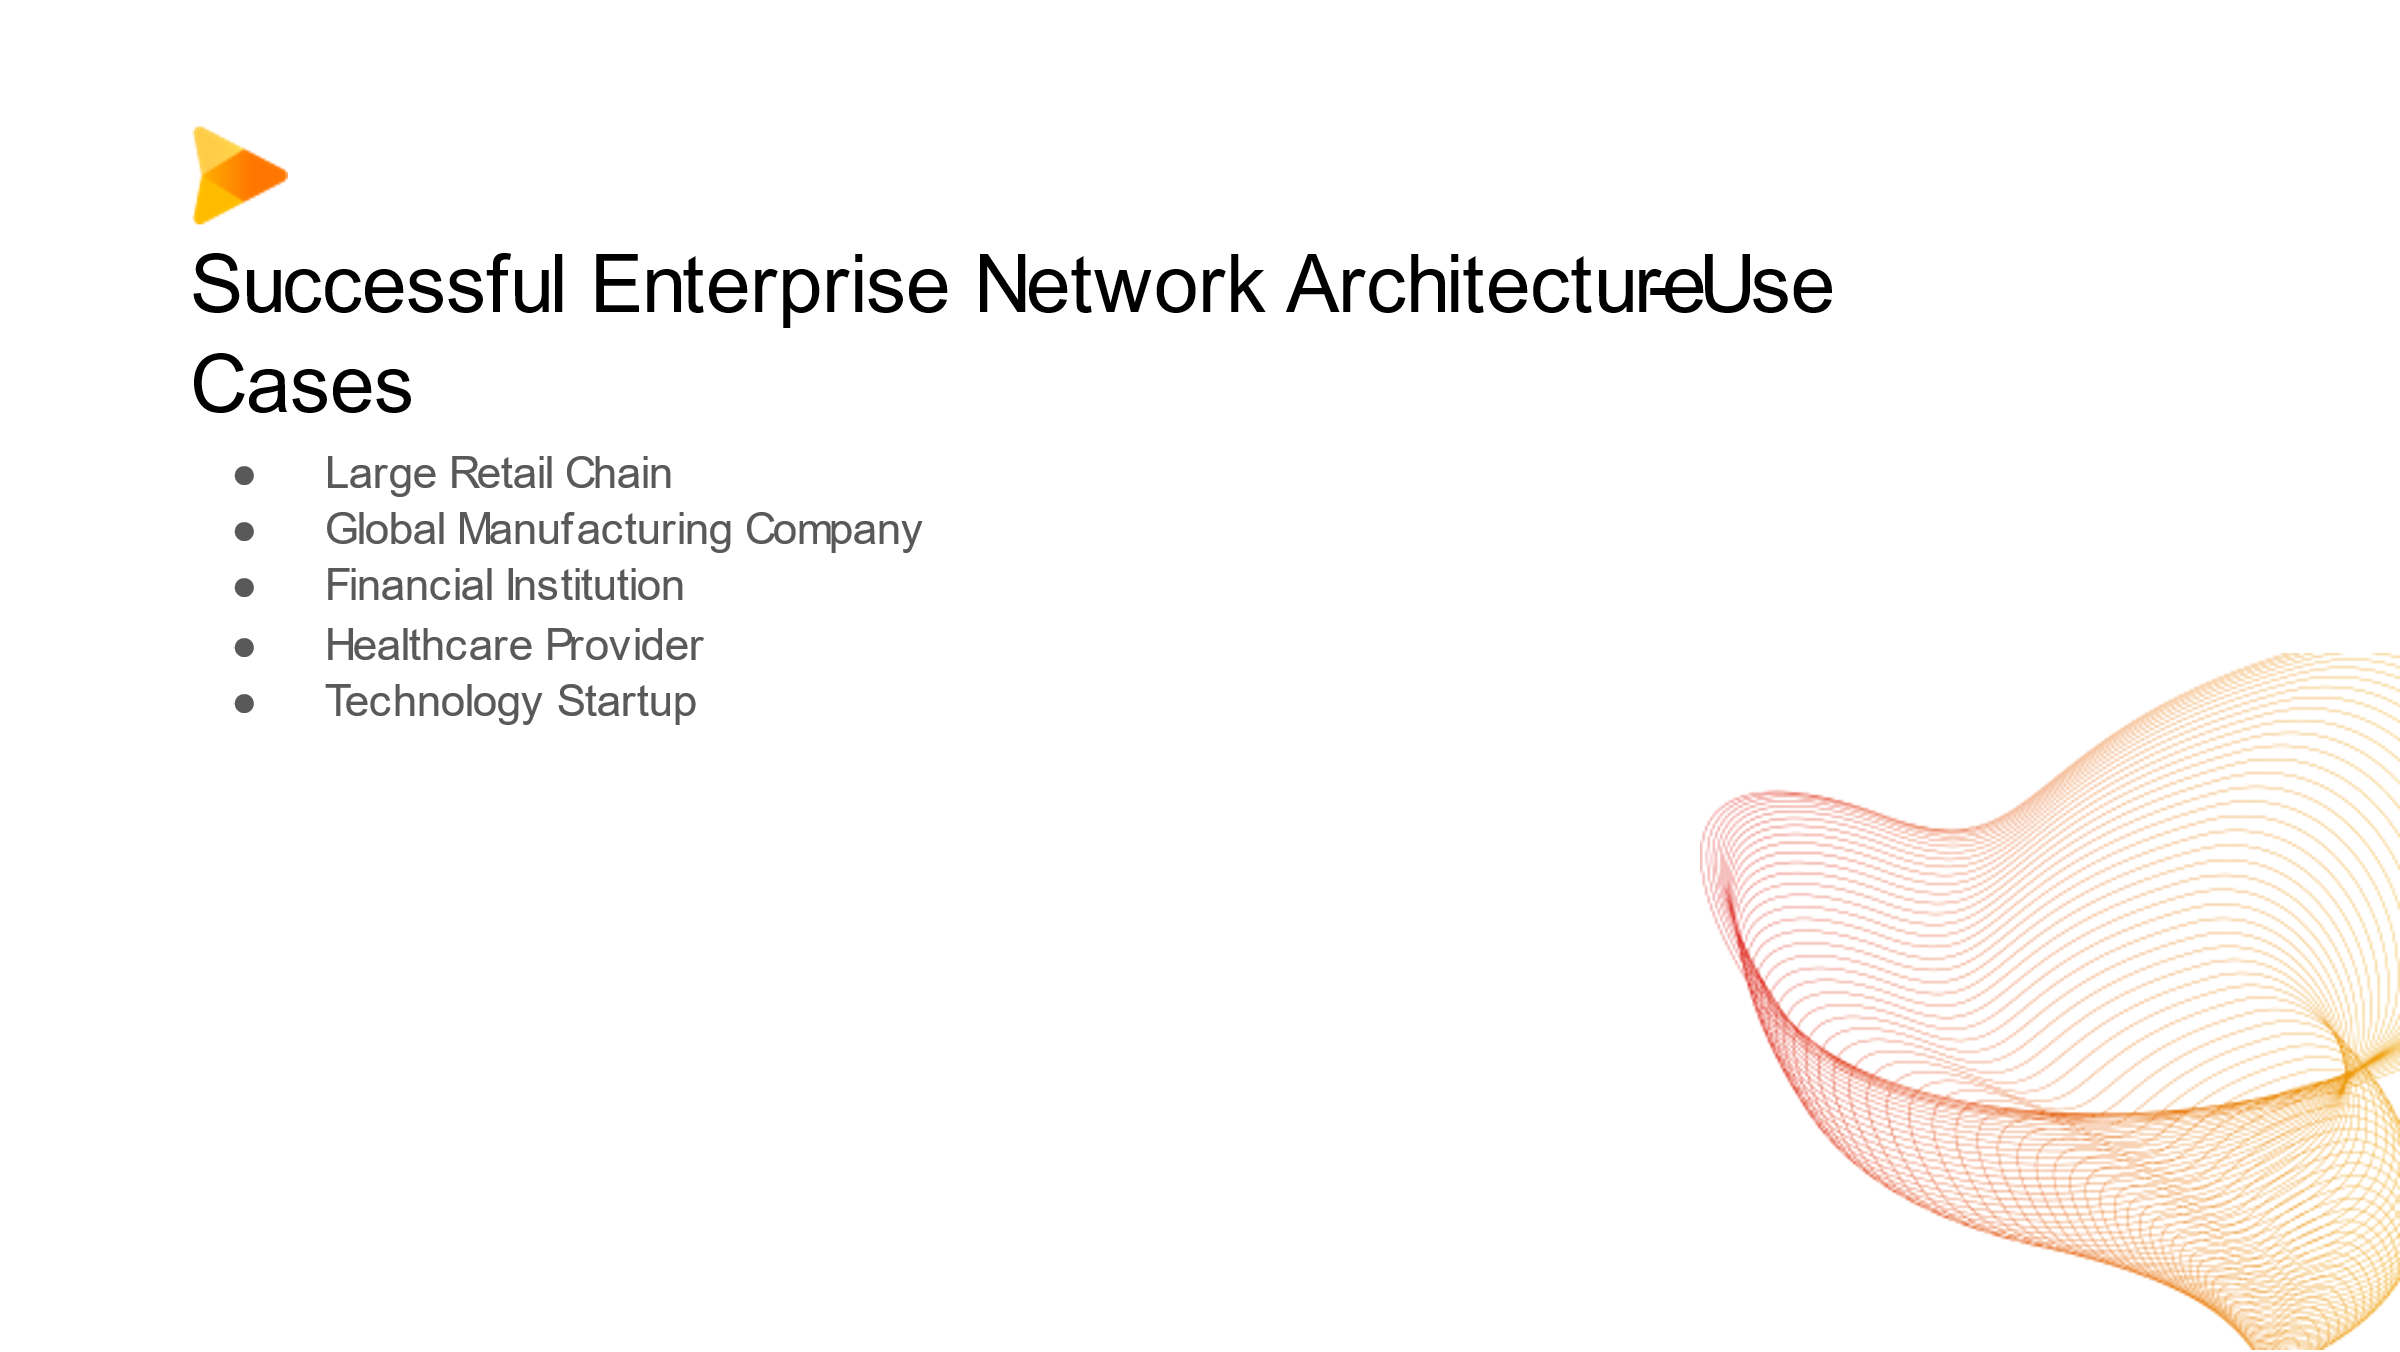 Successful Enterprise Network Architecture-Use
Cases
● Large Retail Chain
● Global Manufacturing Company
● Financial Institution
● Healthcare Provider
● Technology Startup